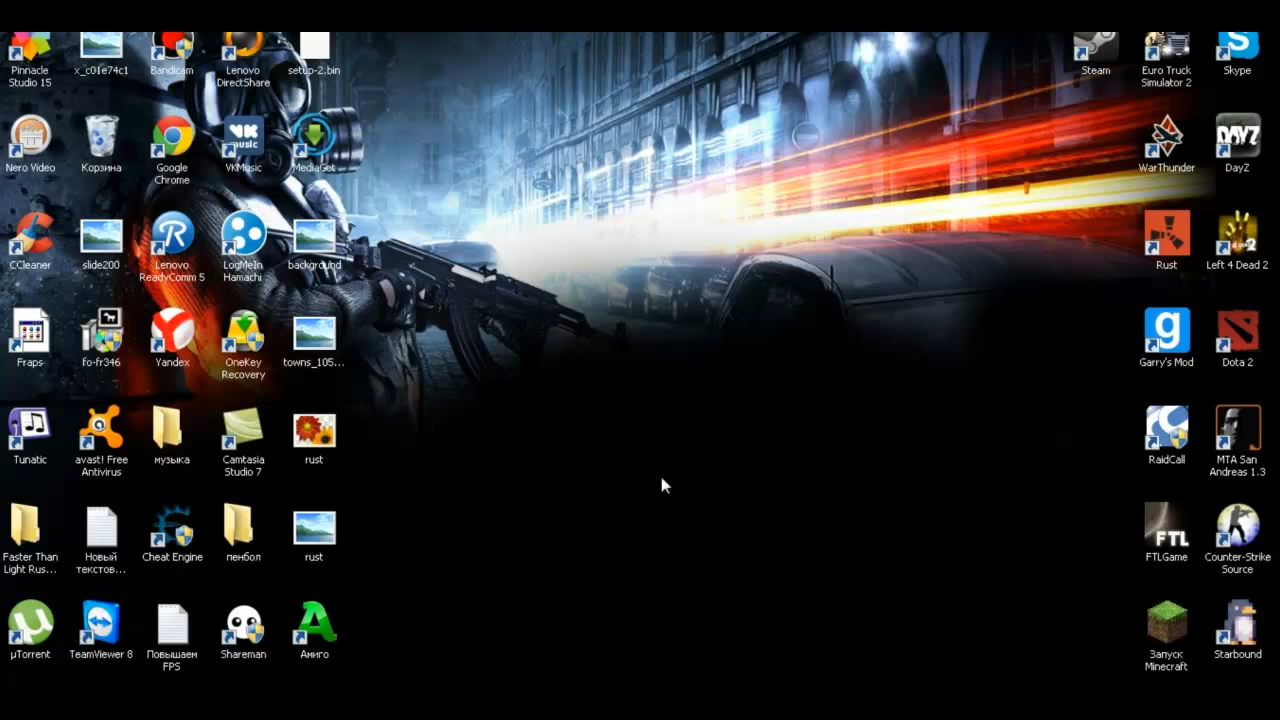 Pinnacle
Studio 15
x_c01e74c1
Bandicam
Lenovo
DirectShare
setup-2.bin
Steam
Euro Truck
Simulator 2
Skype
Nero Video
Корзина
Google
Chrome
VK
music
VKMusic
MediaGet
WarThunder
DAYZ
DayZ
CCleaner
slide200
Lenovo
ReadyComm 5
LogMeIn
Hamachi
background
Rust
Left 4 Dead 2
Fraps
fo-fr346
Yandex
OneKey
Recovery
towns_105...
Garry's Mod
Dota 2
Tunatic
avast! Free
Antivirus
музыка
Camtasia
Studio 7
rust
RaidCall
MTA San
Andreas 1.3
Faster Than
Light Rus...
Новый
текстов...
Cheat Engine
пенбол
rust
FTL
FTLGame
Counter-Strike
Source
µTorrent
TeamViewer 8
Повышаем
FPS
Shareman
Амиго
Запуск
Minecraft
Starbound